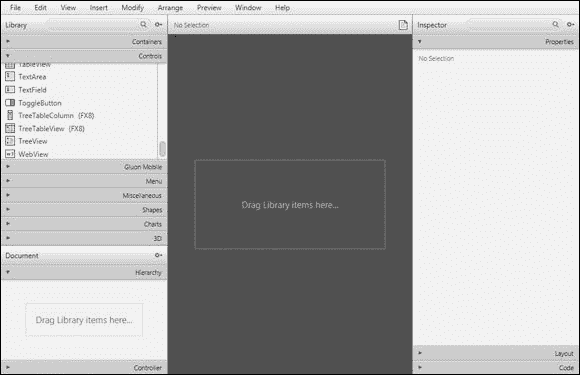 File Edit View Insert Modify Arrange Preview Window Help
Library
No Selection
Inspector
Containers
Properties
Controls
No Selection
TableView
TextArea
TextField
ToggleButton
TreeTableColumn (FX8)
TreeTableView (FX8)
TreeView
WebView
Gluon Mobile
Menu
Miscellaneous
Shapes
Charts
3D
Drag Library items here...
Document
Hierarchy
Drag Library items here...
Controller
Layout
Code